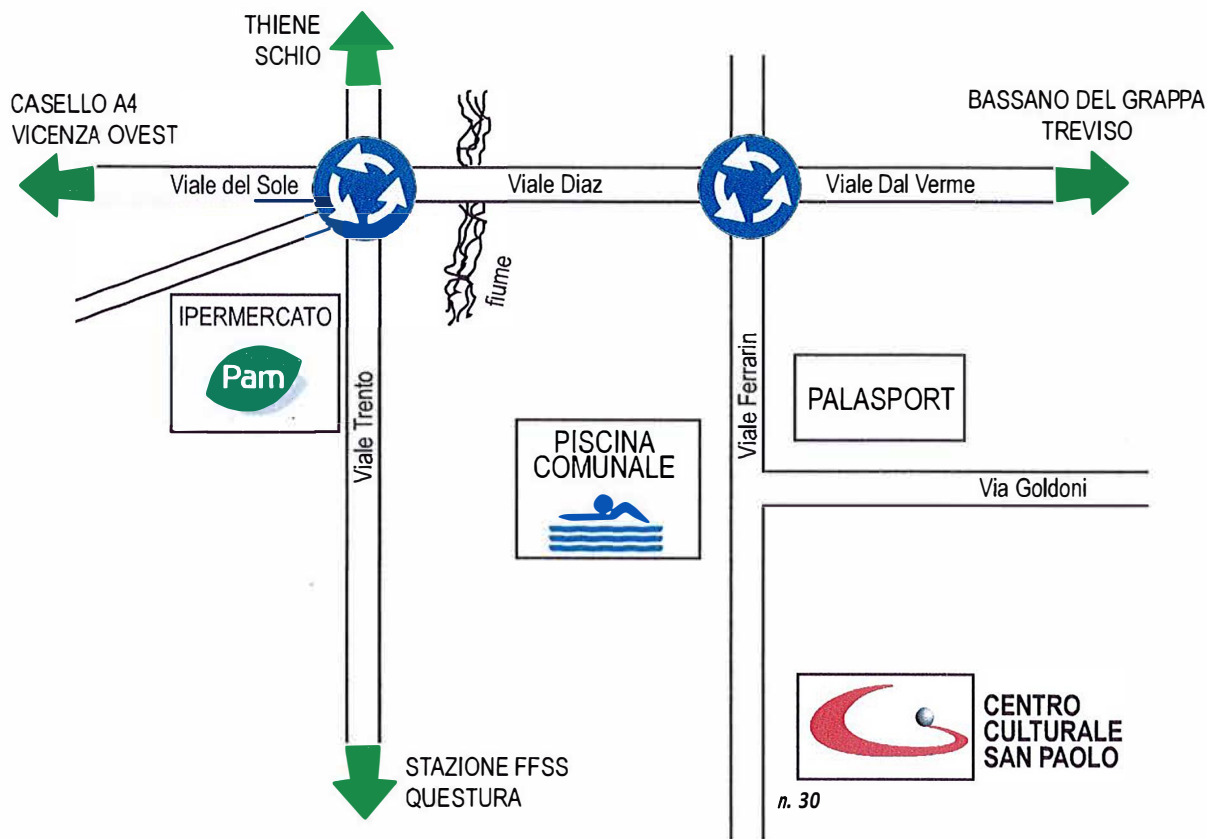 THIENE
SCHIO
CASELLO A4
VICENZA OVEST
BASSANO DEL GRAPPA
TREVISO
Viale del Sole
Viale Diaz
Viale Dal Verme
fiume
IPERMERCATO
Pam
Viale Trento
Viale Ferrarin
PALASPORT
PISCINA
COMUNALE
Via Goldoni
CENTRO
CULTURALE
SAN PAOLO
STAZIONE FFSS
QUESTURA
n. 30